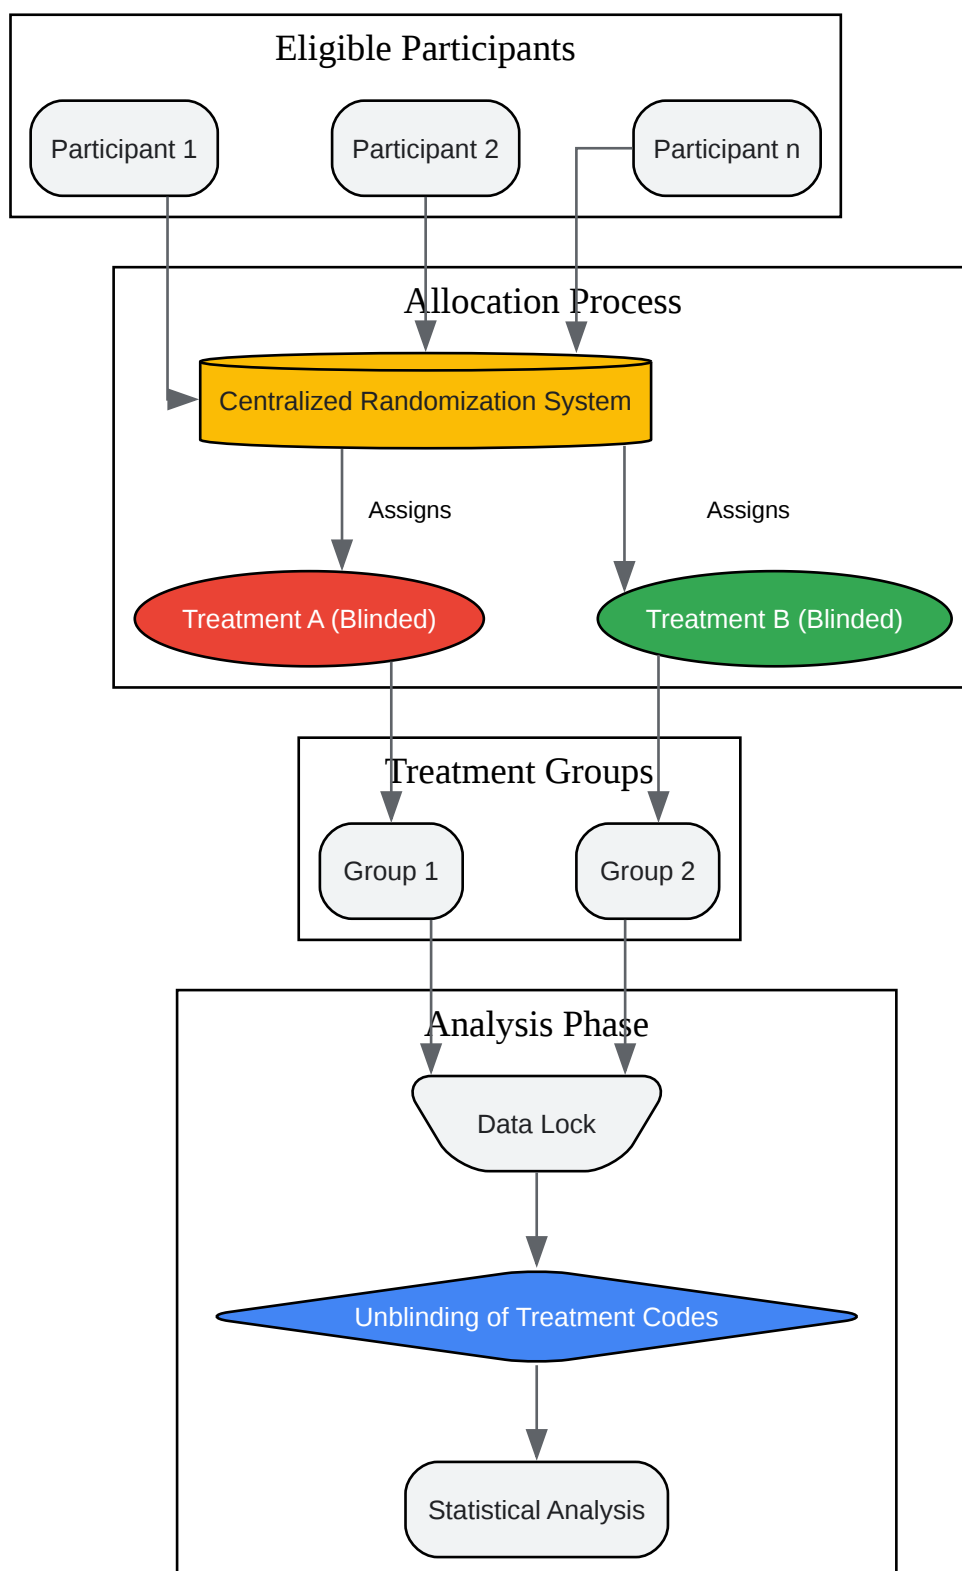 Eligible Participants
Participant 1
Participant 2
Participant n
Allocation Process
Centralized Randomization System
Assigns
Assigns
Treatment A (Blinded)
Treatment B (Blinded)
Treatment Groups
Group 1
Group 2
Analysis Phase
Data Lock
Unblinding of Treatment Codes
Statistical Analysis